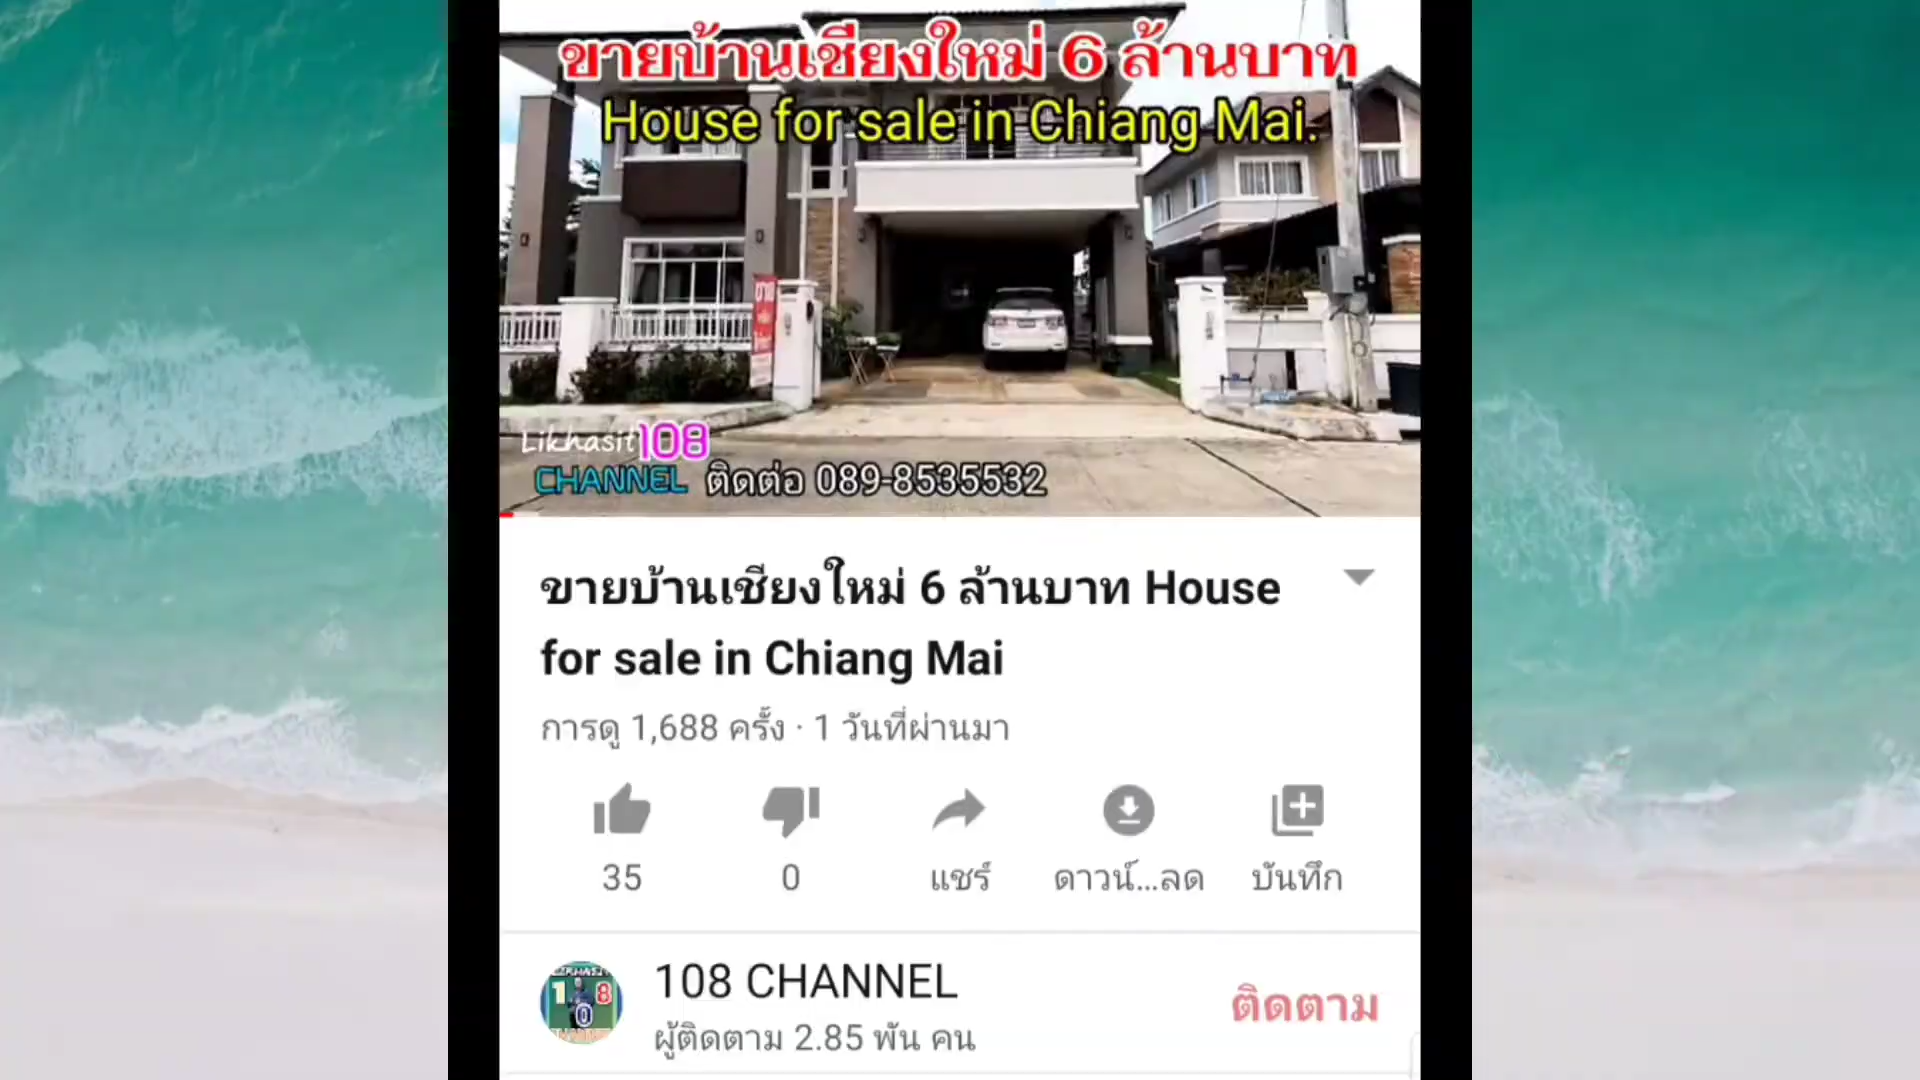 ขายบ้านเชียงใหม่ 6 ล้านบาท
House for sale in Chiang Mai.
ขาย
Likhasit108
CHANNEL ติดต่อ 089-8535532
ขายบ้านเชียงใหม่ 6 ล้านบาท House
for sale in Chiang Mai
การดู 1,688 ครั้ง · 1 วันที่ผ่านมา
35 0 แชร์ ดาวน์...ลด บันทึก
108 CHANNEL
ติดตาม
ผู้ติดตาม 2.85 พัน คน